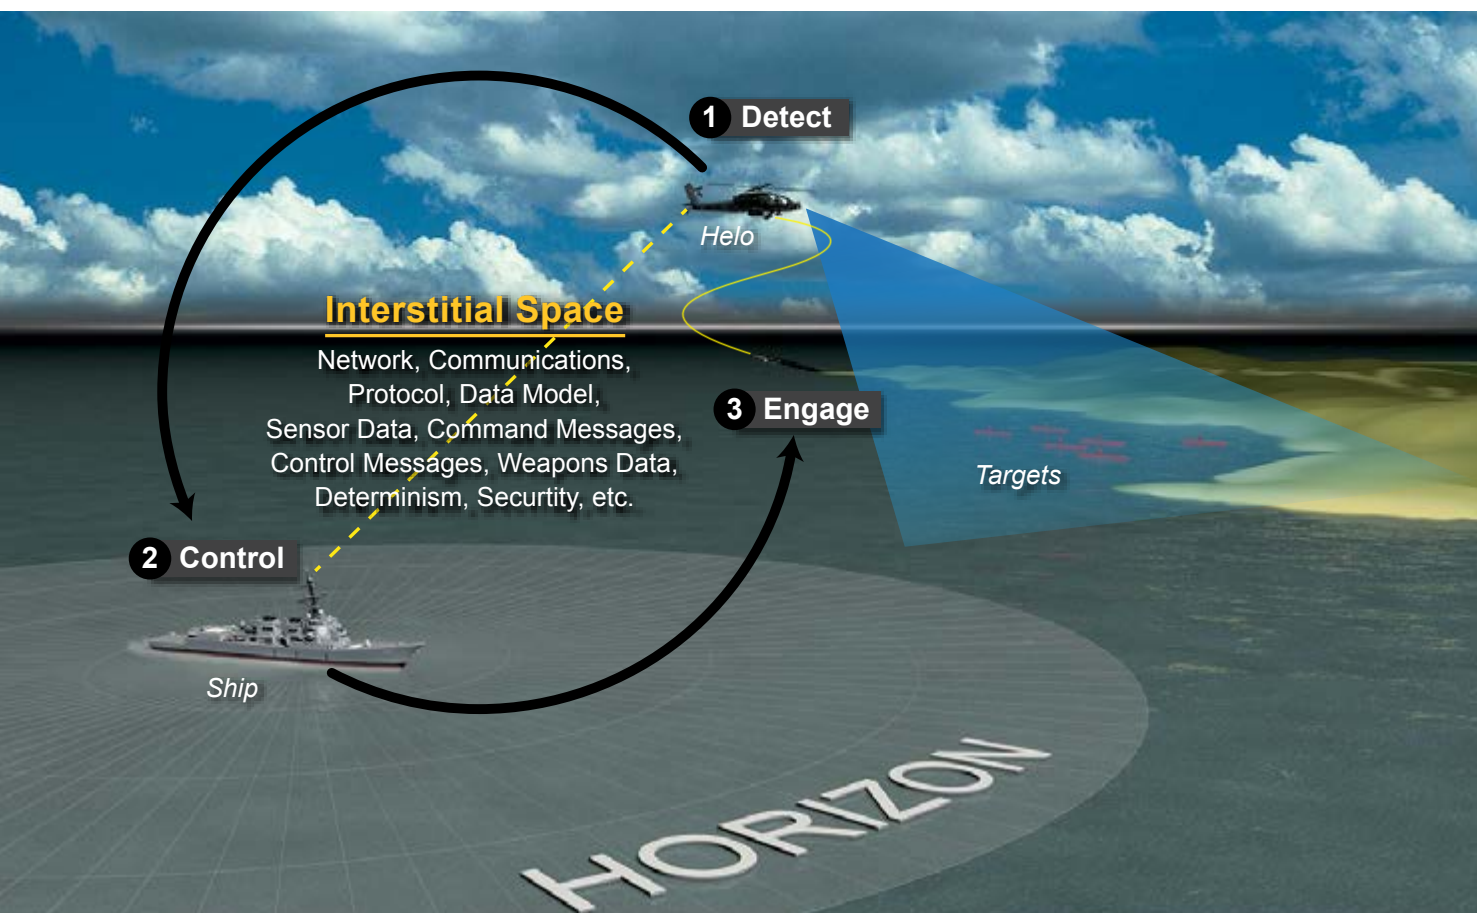 1 Detect
Helo
Interstitial Space
Network, Communications,
Protocol, Data Model,
Sensor Data, Command Messages,
Control Messages, Weapons Data,
Determinism, Securtity, etc.
3 Engage
Targets
2 Control
Ship
HORIZON